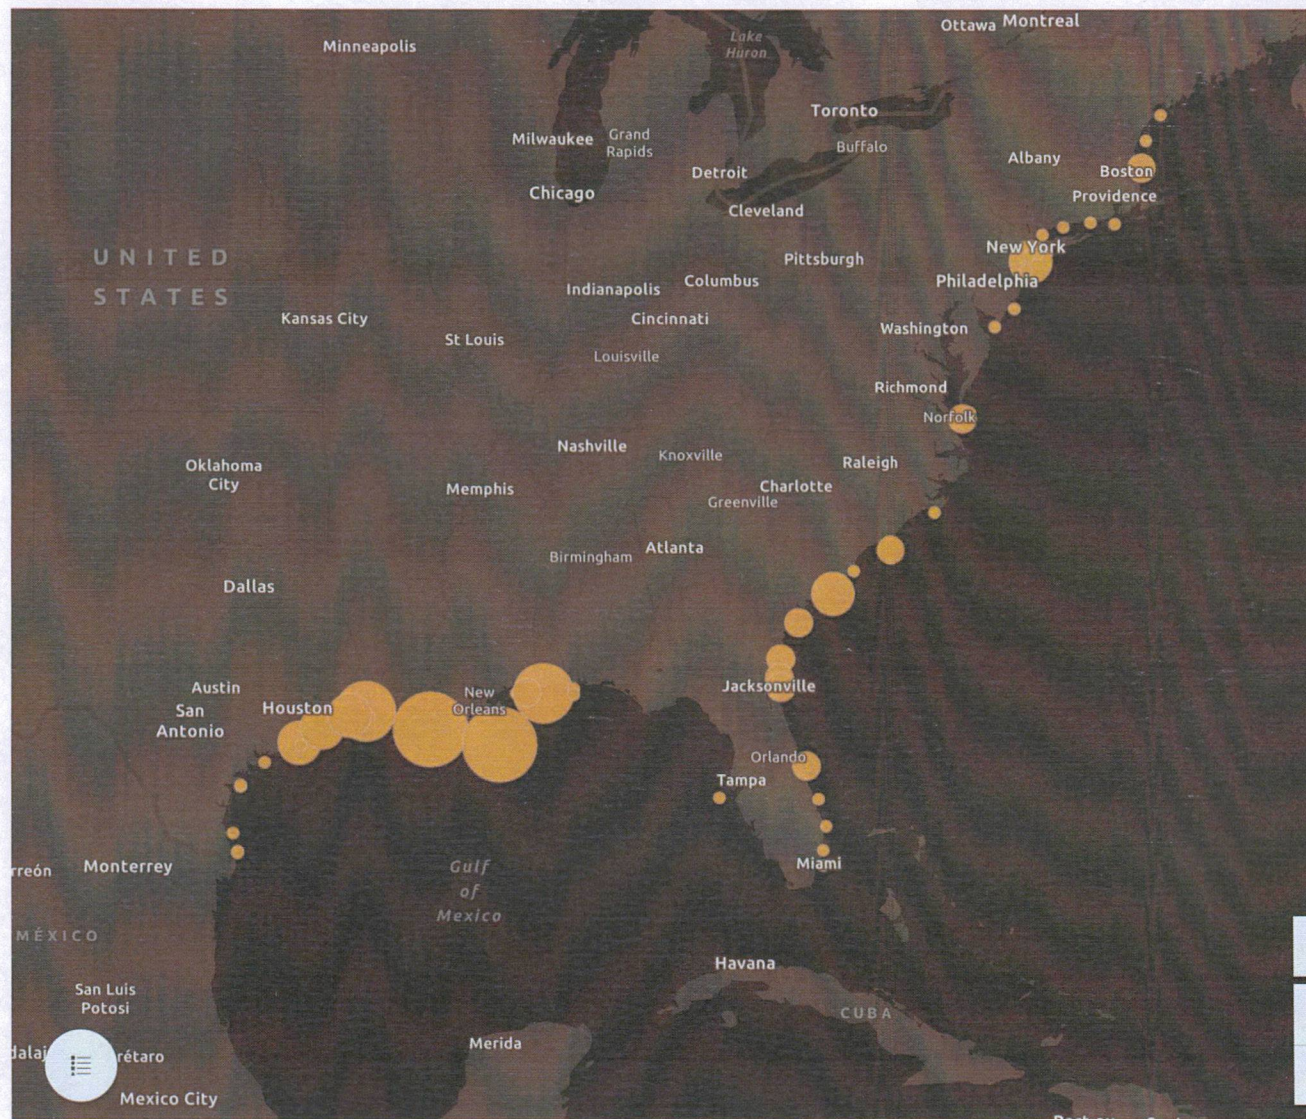 Ottawa
Montreal
Minneapolis
Lake
Huron
Toronto
Milwaukee
Grand
Rapids
Buffalo
Albany
Detroit
Boston
Chicago
Providence
Cleveland
New York
UNITED
STATES
Pittsburgh
Columbus
Philadelphia
Indianapolis
Kansas City
Cincinnati
Washington
St Louis
Louisville
Richmond
Norfolk
Nashville
Knoxville
Raleigh
Oklahoma
City
Memphis
Charlotte
Greenville
Birmingham
Atlanta
Dallas
Austin
New
Orleans
Jacksonville
Houston
San
Antonio
Orlando
Tampa
Miami
rreón
Monterrey
Gulf
of
Mexico
MÉXICO
Havana
San Luis
Potosi
CUBA
Merida
dalaj
rétaro
Mexico City